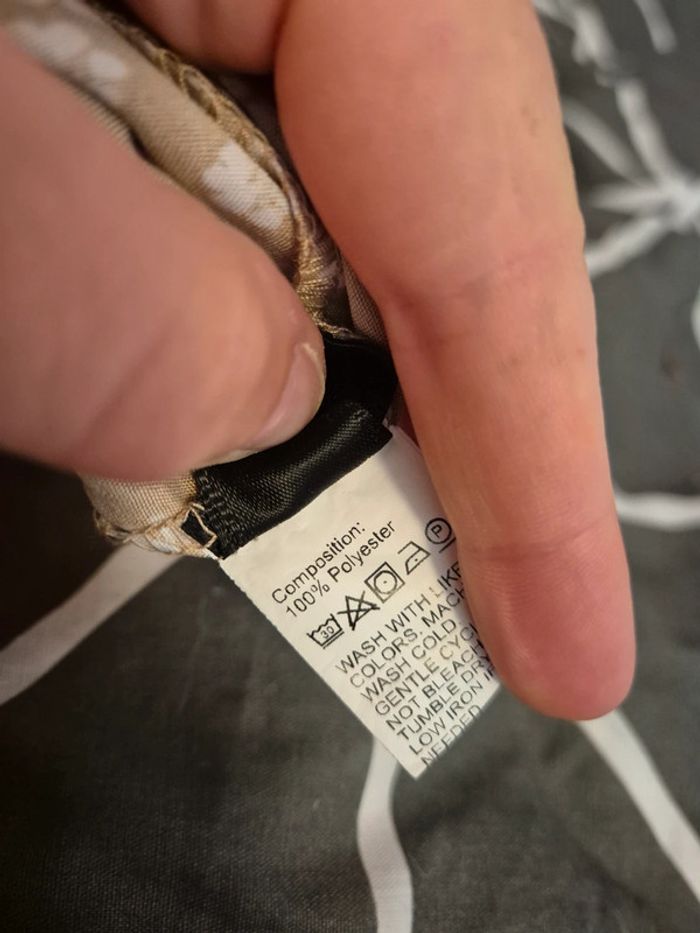 Composition:
100% Polyester
30 P
WASH WITH LIKE
COLORS. MACH
WASH COLD
GENTLE CYC
NOT BLEACH
TUMBLE DRY
LOW IRON
NEEDED